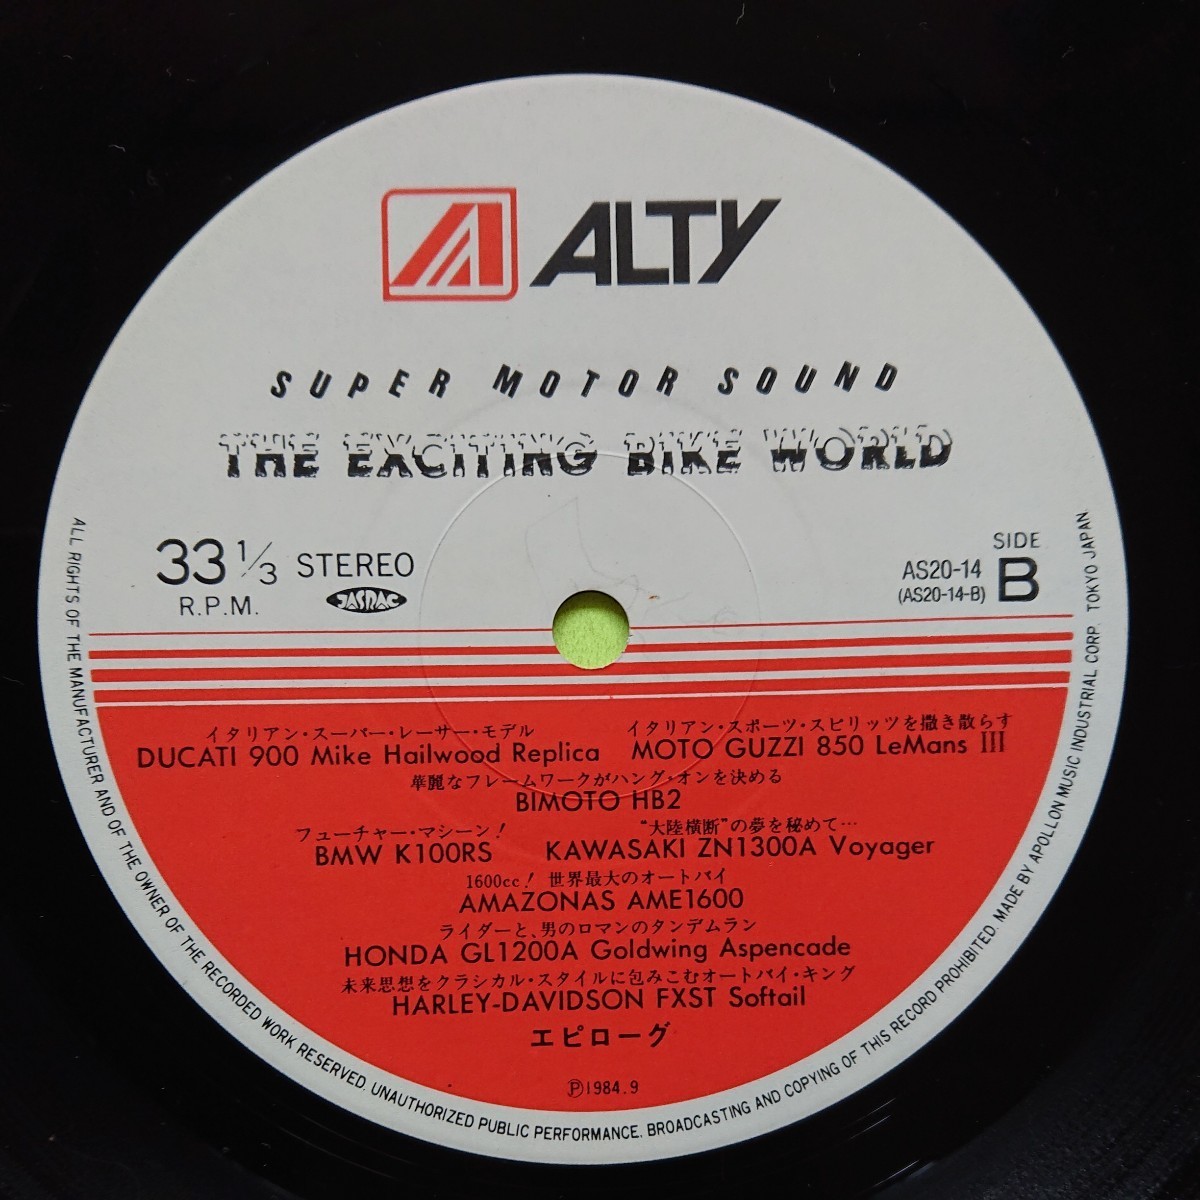 ALTY
SUPER MOTOR SOUND
THE EXCITING BIKE WORLD
33 1/3 STEREO
R.P.M.
JASRAC
SIDE
AS20-14
(AS20-14-B)
B
イタリアン・スーパー・レーサー・モデル イタリアン・スポーツ・スピリッツを撒き散らす
DUCATI 900 Mike Hailwood Replica MOTO GUZZI 850 LeMans III
華麗なフレームワークがハング・オンを決める
BIMOTO HB2
フューチャー・マシーン! “大陸横断”の夢を秘めて…
BMW K100RS KAWASAKI ZN1300A Voyager
1600cc! 世界最大のオートバイ
AMAZONAS AME1600
ライダーと、男のロマンのタンデムラン
HONDA GL1200A Goldwing Aspencade
未来思想をクラシカル・スタイルに包みこむオートバイ・キング
HARLEY-DAVIDSON FXST Softail
エピローグ
Ⓟ1984.9
ALL RIGHTS OF THE MANUFACTURER AND OF THE OWNER OF THE RECORDED WORK RESERVED. UNAUTHORIZED PUBLIC PERFORMANCE, BROADCASTING AND COPYING OF THIS RECORD PROHIBITED. MADE BY APOLLON MUSIC INDUSTRIAL CORP. TOKYO JAPAN